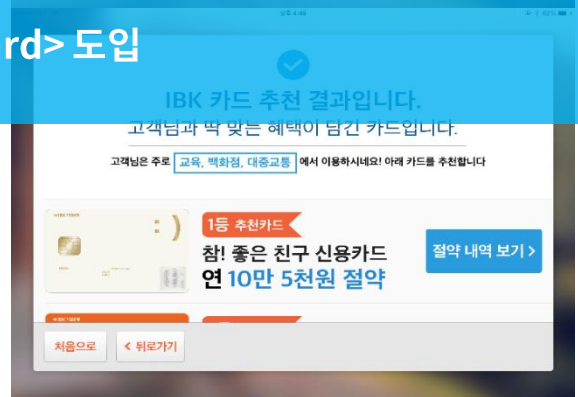 오후 4:49
82%
rd> 도입
IBK 카드 추천 결과입니다.
고객님과 딱 맞는 혜택이 담긴 카드입니다.
고객님은 주로 교육, 백화점, 대중교통 에서 이용하시네요! 아래 카드를 추천합니다
1등 추천카드
참! 좋은 친구 신용카드
연 10만 5천원 절약
절약 내역 보기 >
처음으로
< 뒤로가기